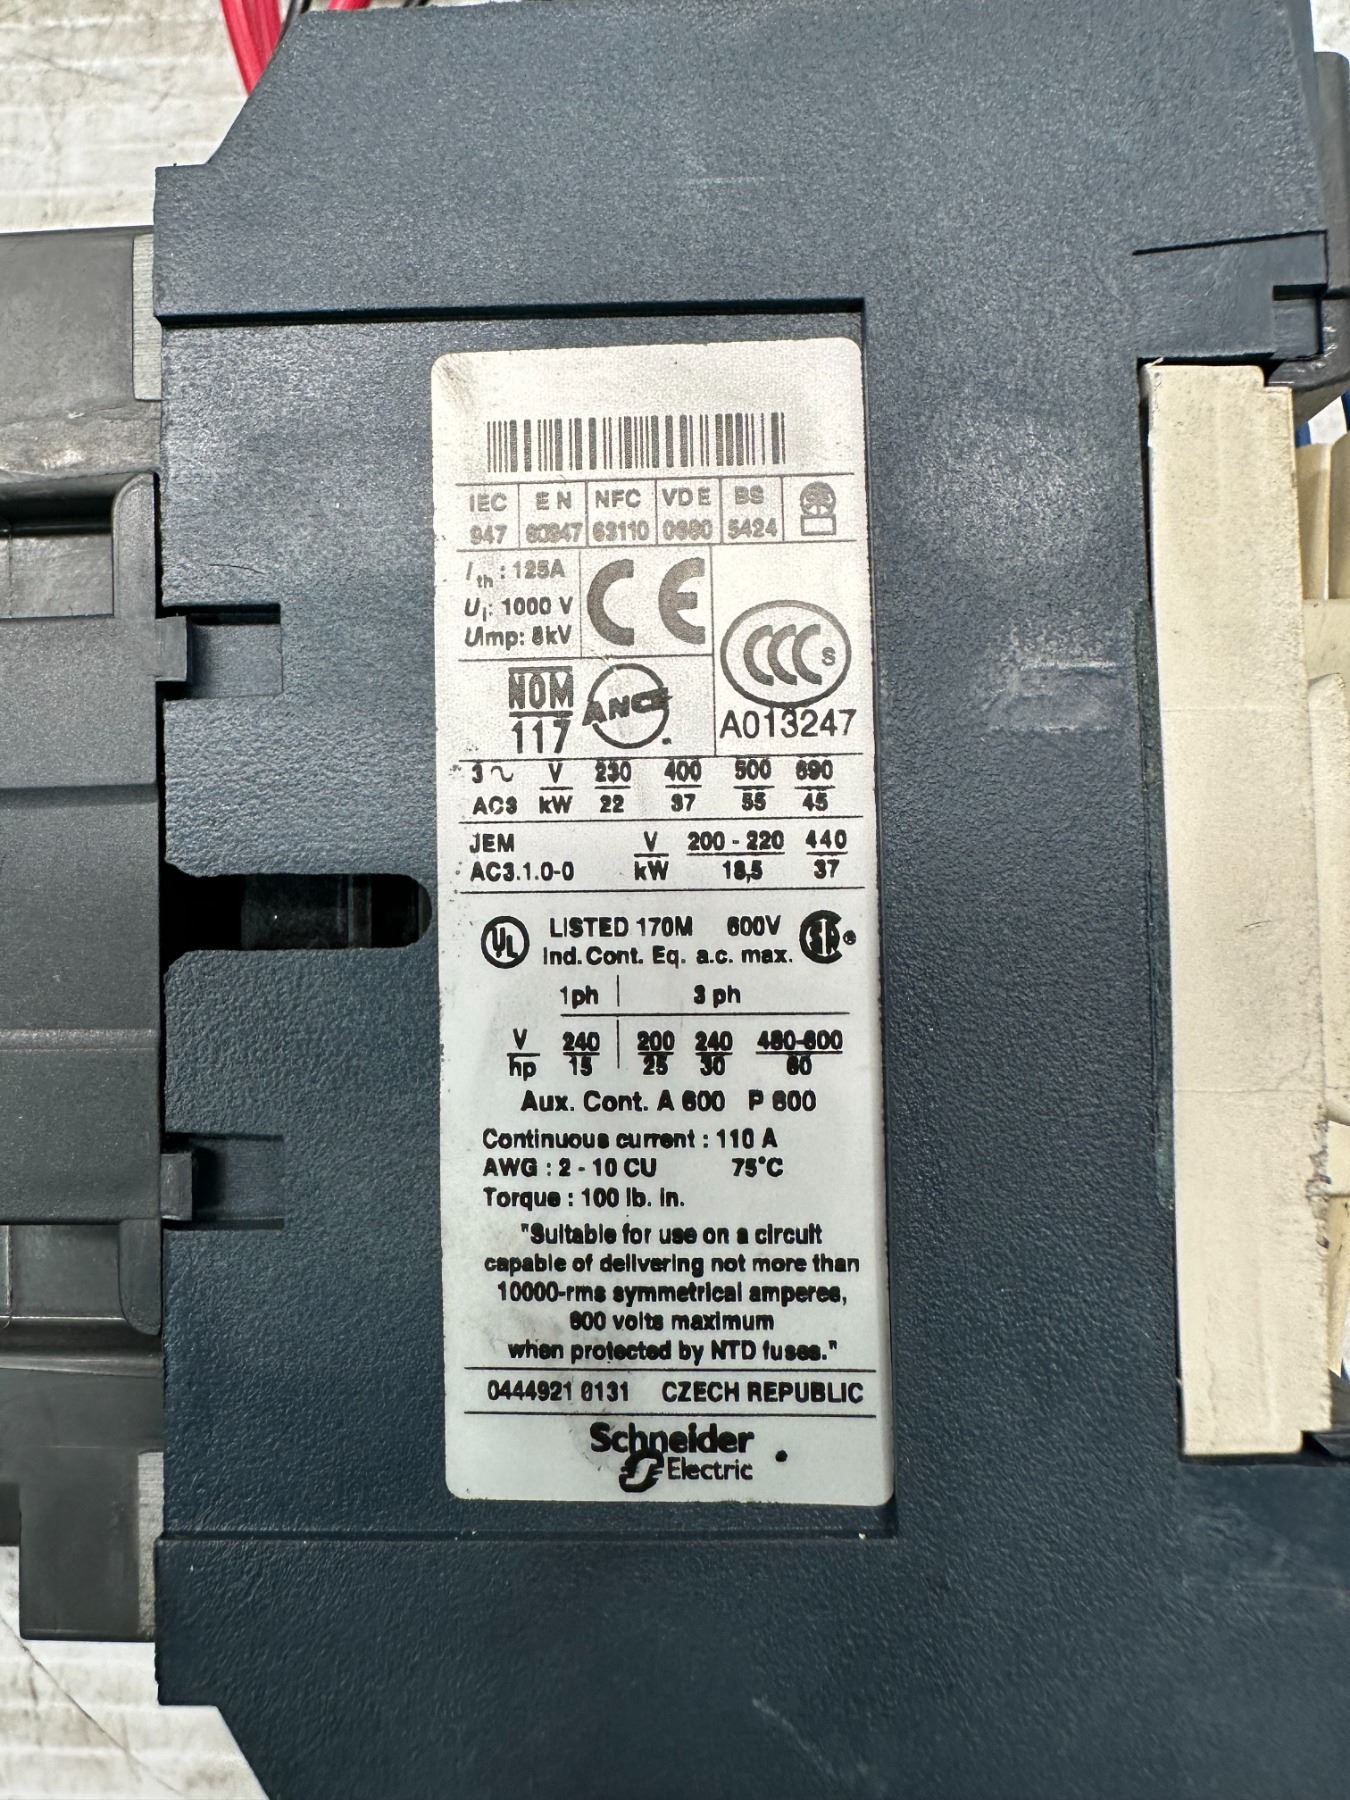 IEC EN NFC VDE BS
947 60947 63110 0660 5424
Ith : 125A
Ui: 1000 V
UImp: 8kV
CE
CCC S
A013247
NOM
117
ANCE
3 ~ V 230 400 500 690
AC3 kW 22 37 55 45
JEM V 200 - 220 440
AC3.1.0-0 kW 18,5 37
UL LISTED 170M 600V SA®
Ind. Cont. Eq. a.c. max.
1ph 3 ph
V 240 200 240 480-600
hp 15 25 30 60
Aux. Cont. A 600 P 600
Continuous current : 110 A
AWG : 2 - 10 CU 75°C
Torque : 100 lb. in.
"Suitable for use on a circuit
capable of delivering not more than
10000-rms symmetrical amperes,
600 volts maximum
when protected by NTD fuses."
0444921 0131 CZECH REPUBLIC
Schneider
Electric